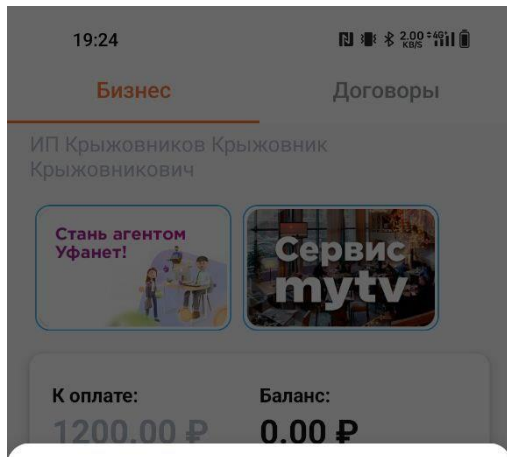 19:24
2.00 4G
KB/S
Бизнес
Договоры
ИП Крыжовников Крыжовник
Крыжовникович
Стань агентом
Уфанет!
Сервис
mytv
К оплате:
Баланс:
1200.00 ₽
0.00 ₽